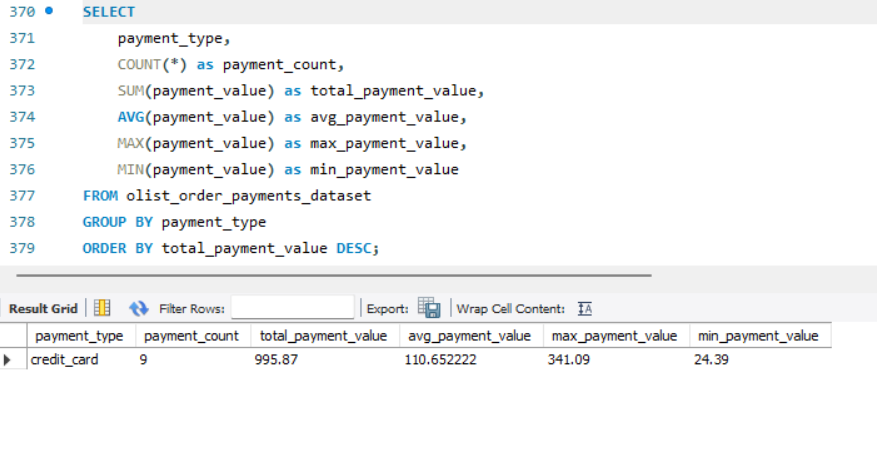 370 SELECT
371 payment_type,
372 COUNT(*) as payment_count,
373 SUM(payment_value) as total_payment_value,
374 AVG(payment_value) as avg_payment_value,
375 MAX(payment_value) as max_payment_value,
376 MIN(payment_value) as min_payment_value
377 FROM olist_order_payments_dataset
378 GROUP BY payment_type
379 ORDER BY total_payment_value DESC;
Result Grid Filter Rows: Export: Wrap Cell Content:
payment_type payment_count total_payment_value avg_payment_value max_payment_value min_payment_value
credit_card 9 995.87 110.652222 341.09 24.39